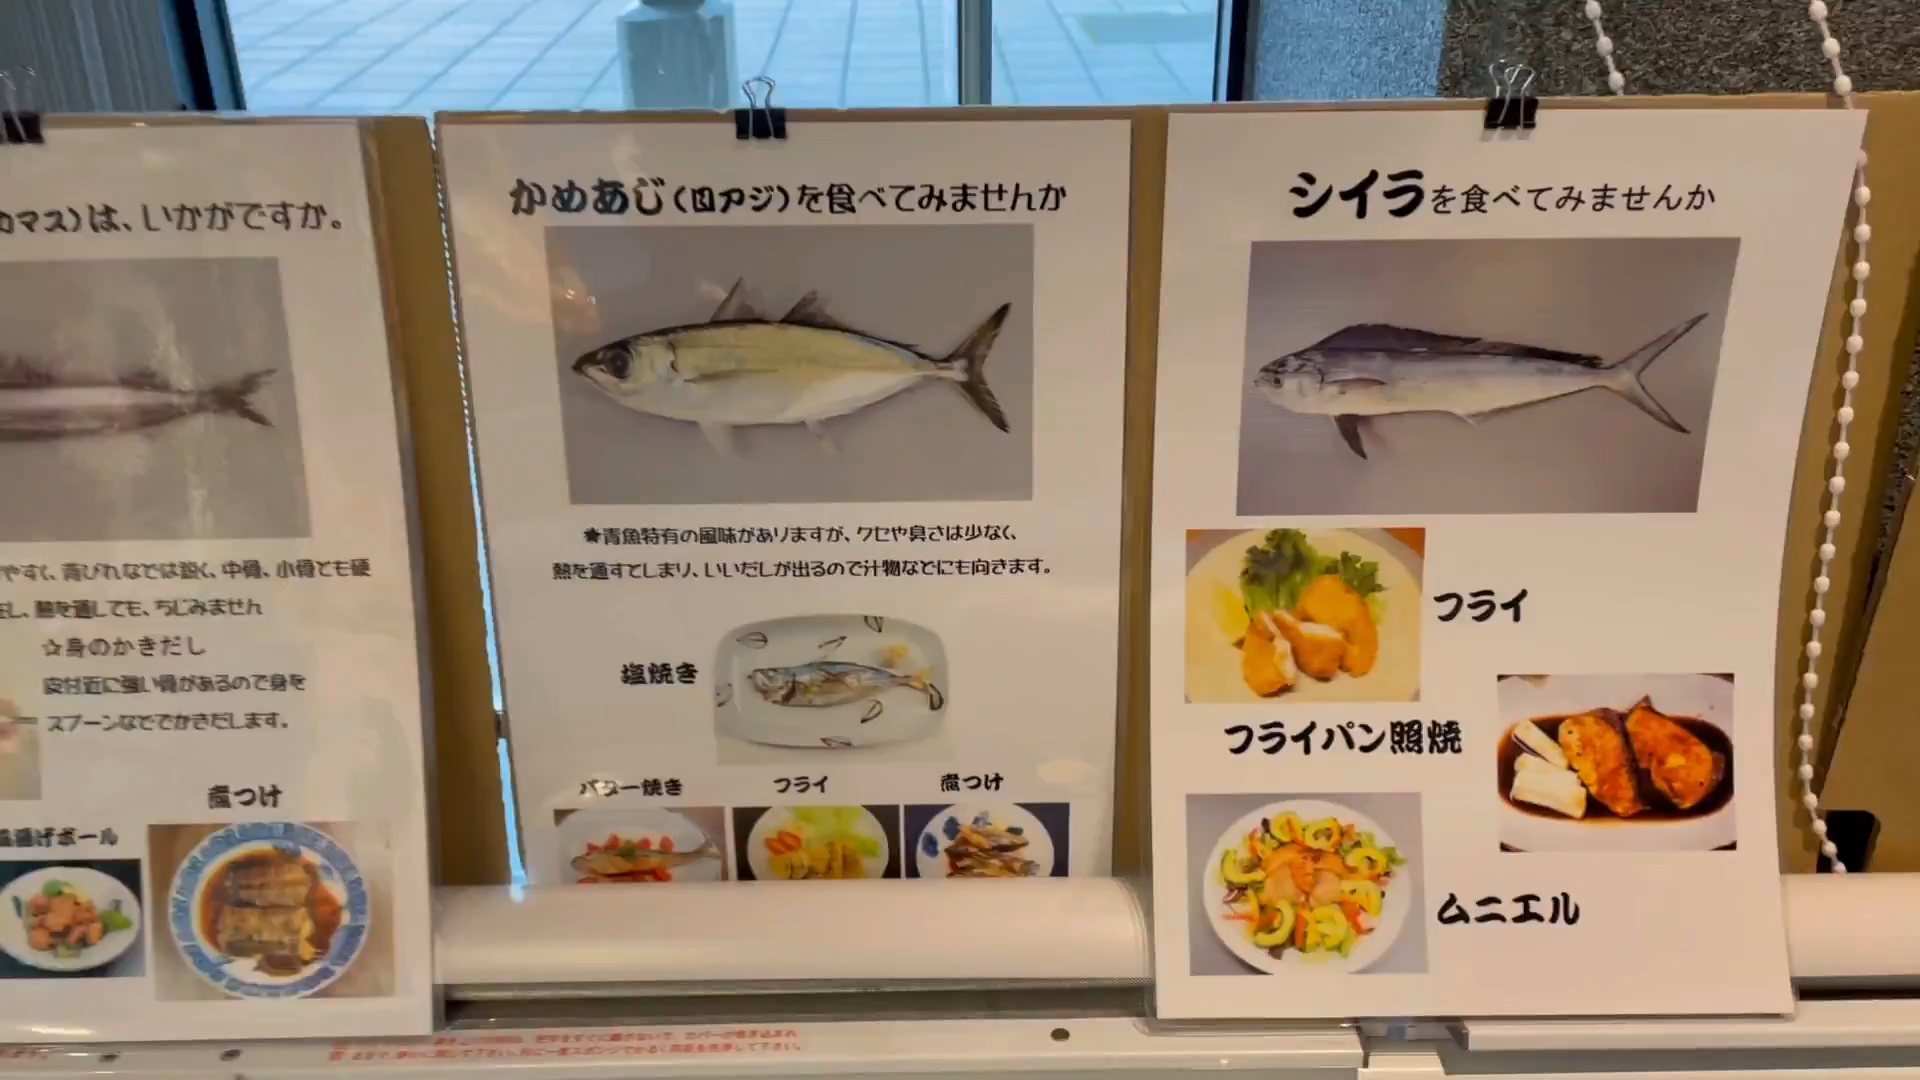 カマス)は、いかがですか。
やすく、背びれなどは鋭く、中骨、小骨とも硬
し、熱を通しても、ちじみません
☆身のかきだし
皮付近に強い骨があるので身を
スプーンなどでかきだします。
煮つけ
揚げボール
かめあじ(メアジ)を食べてみませんか
★青魚特有の風味がありますが、クセや臭さは少なく、
熱を通すとしまり、いいだしが出るので汁物などにも向きます。
塩焼き
バター焼き
フライ
煮つけ
シイラを食べてみませんか
フライ
フライパン照焼
ムニエル